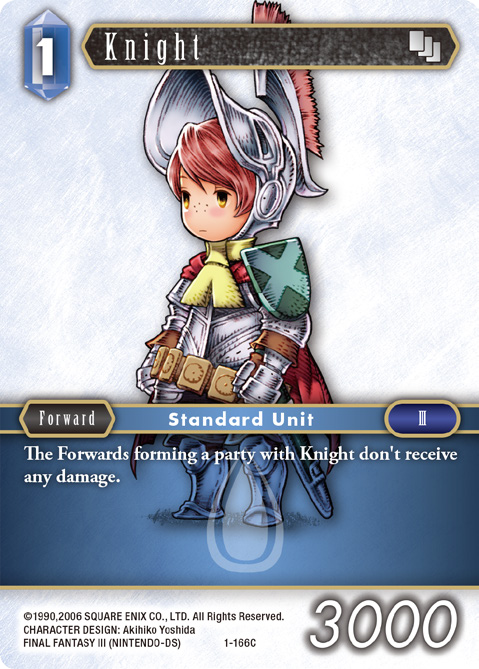 1
Knight
Forward
Standard Unit
III
The Forwards forming a party with Knight don't receive
any damage.
©1990,2006 SQUARE ENIX CO., LTD. All Rights Reserved.
CHARACTER DESIGN: Akihiko Yoshida
FINAL FANTASY III (NINTENDO-DS)
1-166C
3000